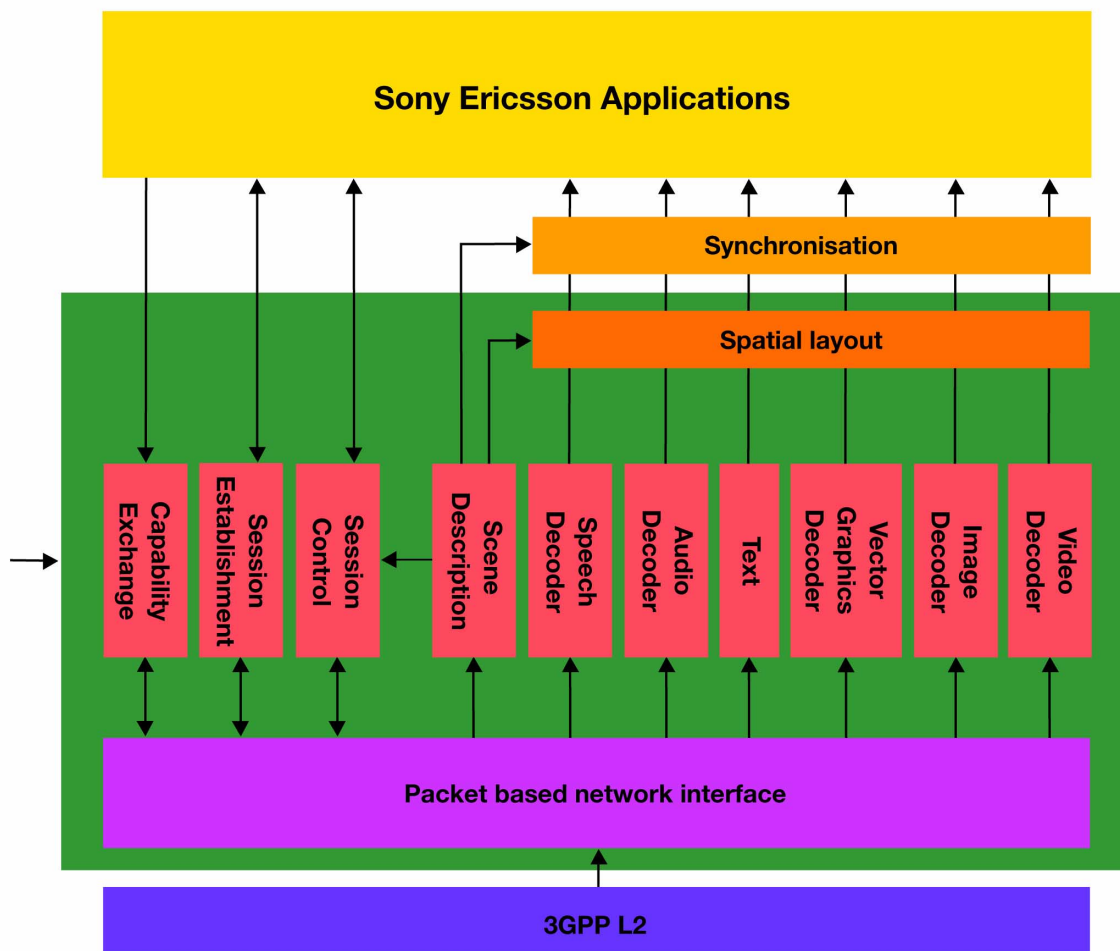 Sony Ericsson Applications
Synchronisation
Spatial layout
Capability
Exchange
Session
Establishment
Session
Control
Scene
Description
Speech
Decoder
Audio
Decoder
Text
Vector
Graphics
Decoder
Image
Decoder
Video
Decoder
Packet based network interface
3GPP L2